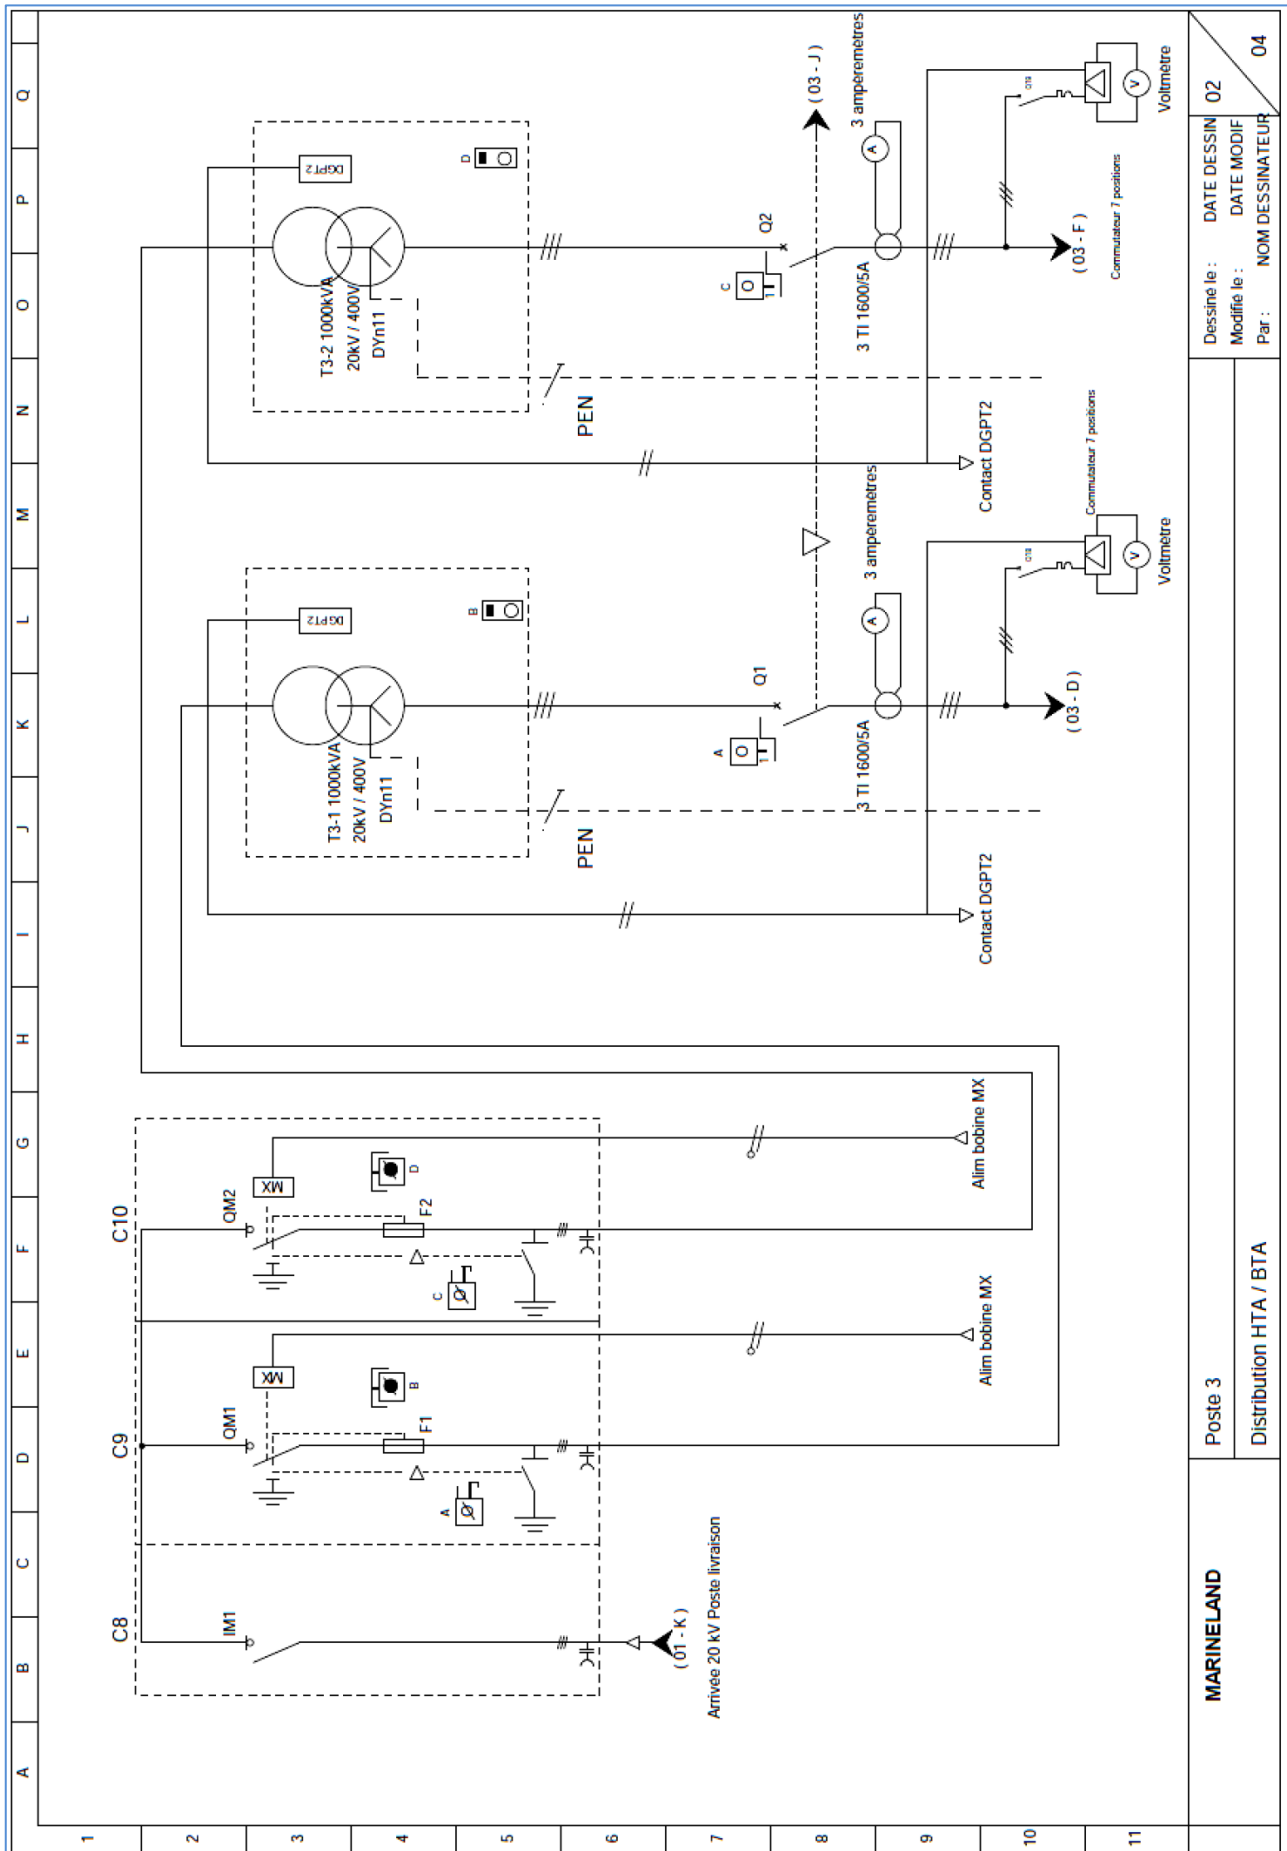 A B C D E F G H I J K L M N O P Q
1
2
3
4
5
6
7
8
9
10
11
C8
C9
C10
IM1
QM1
QM2
MX
MX
F1
F2
A
B
C
D
( 01 - K )
Arrivée 20 kV Poste livraison
Alim bobine MX
Alim bobine MX
T3-1 1000kVA
20kV / 400V
DYn11
DGPT2
B
PEN
A
O
1
Q1
3 TI 1600/5A
A
3 ampèremètres
Contact DGPT2
( 03 - D )
Commutateur 7 positions
V
Voltmètre
T3-2 1000kVA
20kV / 400V
DYn11
DGPT2
D
PEN
C
O
1
Q2
( 03 - J )
3 TI 1600/5A
A
3 ampèremètres
Contact DGPT2
( 03 - F )
Commutateur 7 positions
V
Voltmètre
MARINELAND
Poste 3
Distribution HTA / BTA
Dessiné le : DATE DESSIN
Modifié le : DATE MODIF
Par : NOM DESSINATEUR
02
04